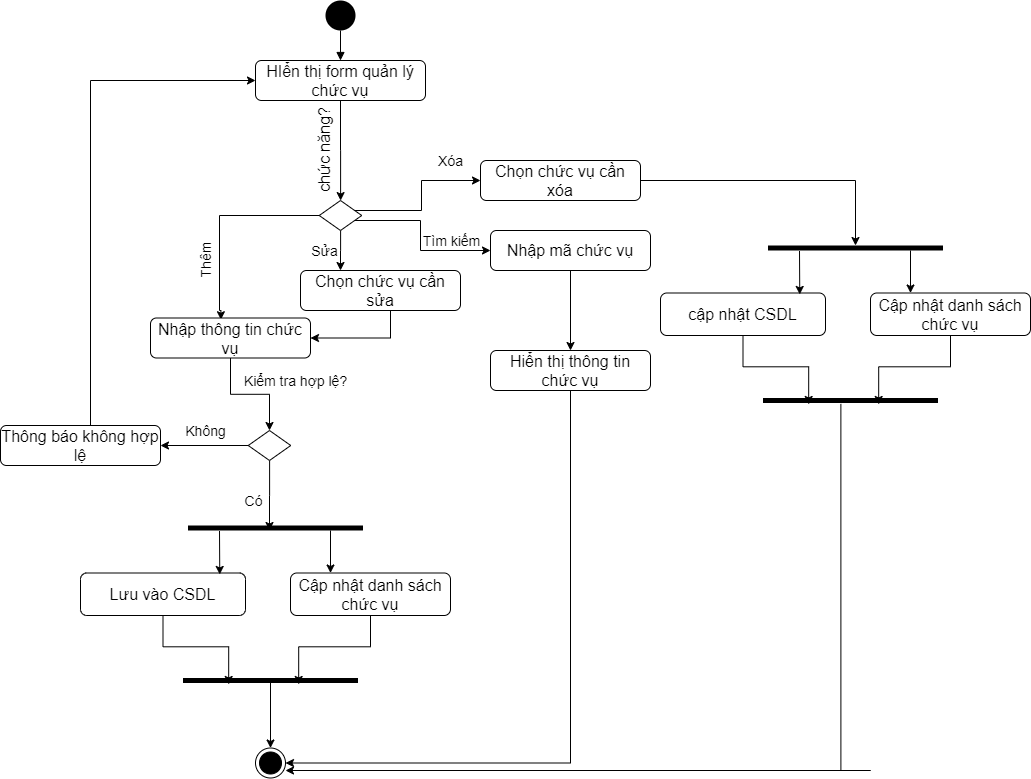 HIển thị form quản lý
chức vụ
chức năng?
Xóa
Chọn chức vụ cần
xóa
Thêm
Sửa
Tìm kiếm
Nhập mã chức vụ
Chọn chức vụ cần
sửa
cập nhật CSDL
Cập nhật danh sách
chức vụ
Nhập thông tin chức
vụ
Hiển thị thông tin
chức vụ
Kiểm tra hợp lệ?
Thông báo không hợp
lệ
Không
Có
Lưu vào CSDL
Cập nhật danh sách
chức vụ